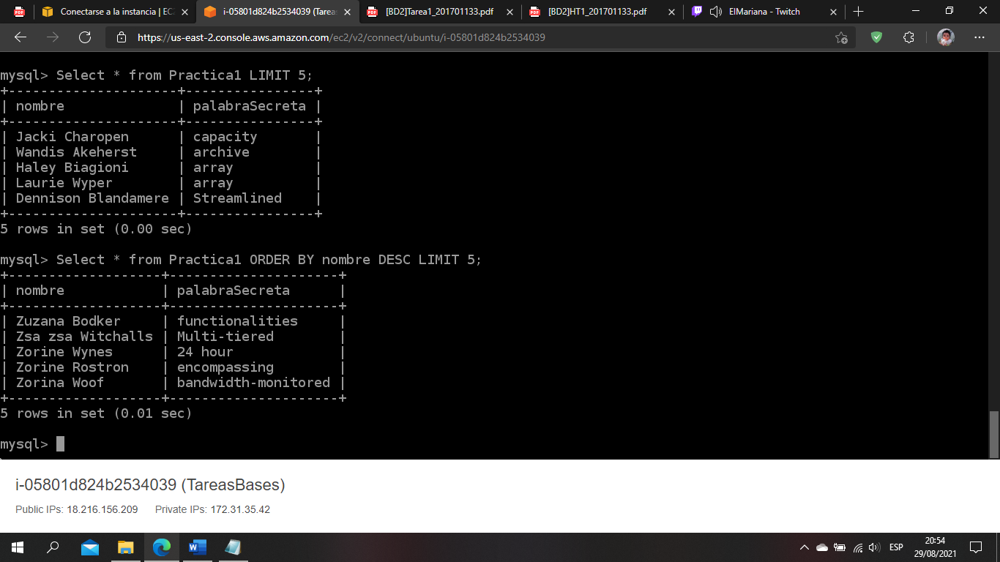 Conectarse a la instancia | EC
i-05801d824b2534039 (Tarea
[BD2]Tarea1_201701133.pdf
[BD2]HT1_201701133.pdf
ElMariana - Twitch
https://us-east-2.console.aws.amazon.com/ec2/v2/connect/ubuntu/i-05801d824b2534039
mysql> Select * from Practica1 LIMIT 5;
+---------------------+----------------+
| nombre              | palabraSecreta |
+---------------------+----------------+
| Jacki Charopen      | capacity       |
| Wandis Akeherst     | archive        |
| Haley Biagioni      | array          |
| Laurie Wyper        | array          |
| Dennison Blandamere | Streamlined    |
+---------------------+----------------+
5 rows in set (0.00 sec)
mysql> Select * from Practica1 ORDER BY nombre DESC LIMIT 5;
+-------------------+---------------------+
| nombre            | palabraSecreta      |
+-------------------+---------------------+
| Zuzana Bodker     | functionalities     |
| Zsa zsa Witchalls | Multi-tiered        |
| Zorine Wynes      | 24 hour             |
| Zorine Rostron    | encompassing        |
| Zorina Woof       | bandwidth-monitored |
+-------------------+---------------------+
5 rows in set (0.01 sec)
mysql>
i-05801d824b2534039 (TareasBases)
Public IPs: 18.216.156.209 Private IPs: 172.31.35.42
ESP
20:54
29/08/2021